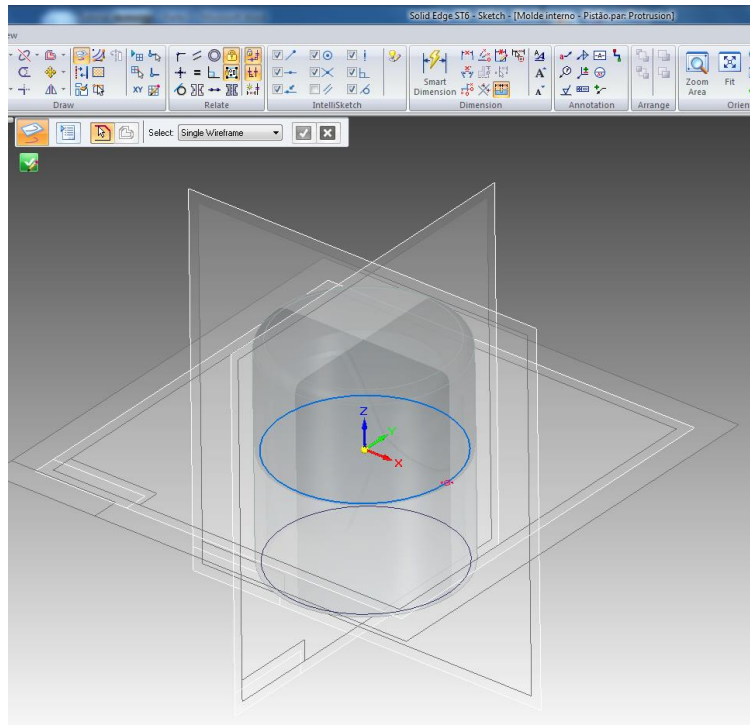 Solid Edge ST6 - Sketch - [Molde interno - Pistão.par: Protrusion]
ew
XY
Smart
Dimension
A
A
A
Zoom
Area
Fit
Draw
Relate
IntelliSketch
Dimension
Annotation
Arrange
Orien
Select: Single Wireframe
Z
Y
X